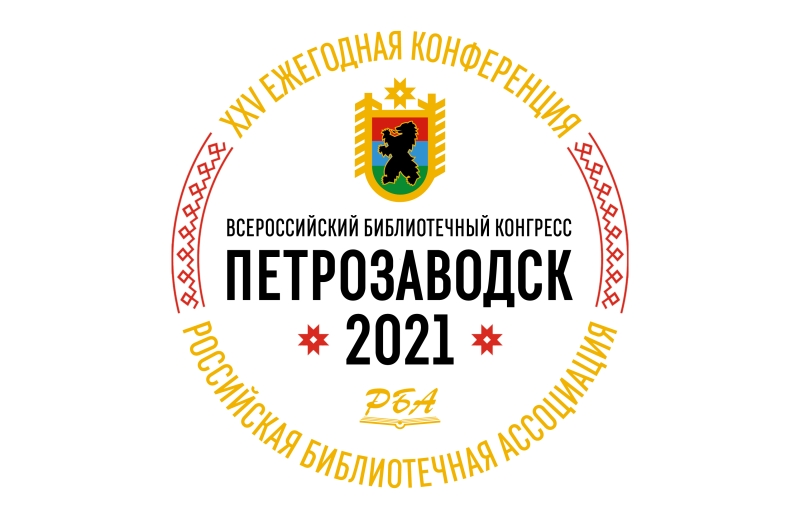 XXV ЕЖЕГОДНАЯ КОНФЕРЕНЦИЯ
ВСЕРОССИЙСКИЙ БИБЛИОТЕЧНЫЙ КОНГРЕСС
ПЕТРОЗАВОДСК
2021
РБА
РОССИЙСКАЯ БИБЛИОТЕЧНАЯ АССОЦИАЦИЯ